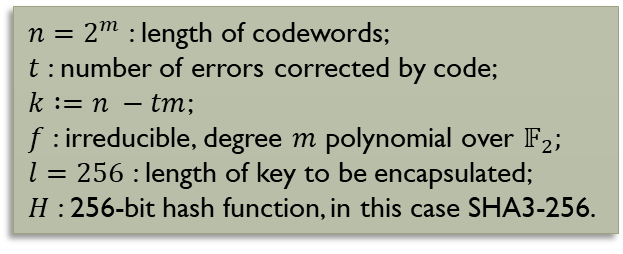 n = 2^m : length of codewords;
t : number of errors corrected by code;
k := n − tm;
f : irreducible, degree m polynomial over 𝔽₂;
l = 256 : length of key to be encapsulated;
H : 256-bit hash function, in this case SHA3-256.